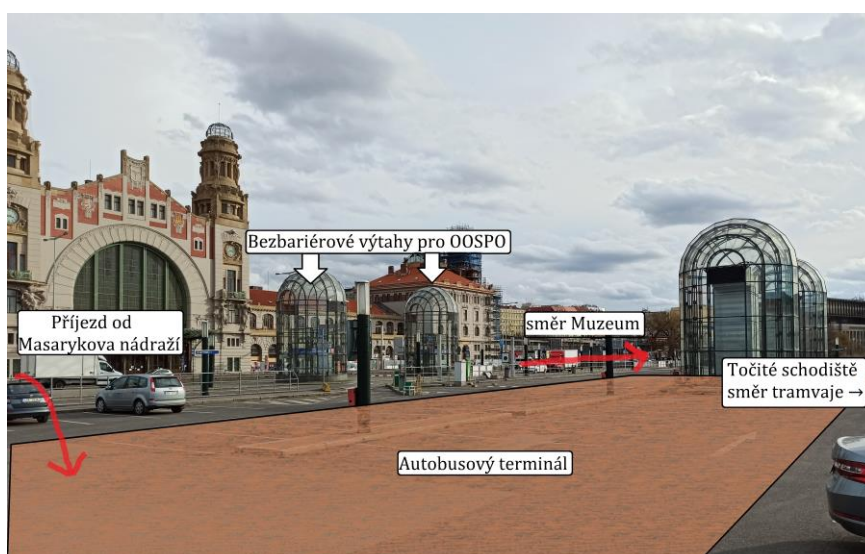 Bezbariérové výtahy pro OOSPO
Příjezd od
Masarykova nádraží
směr Muzeum
Točité schodiště
směr tramvaje →
Autobusový terminál